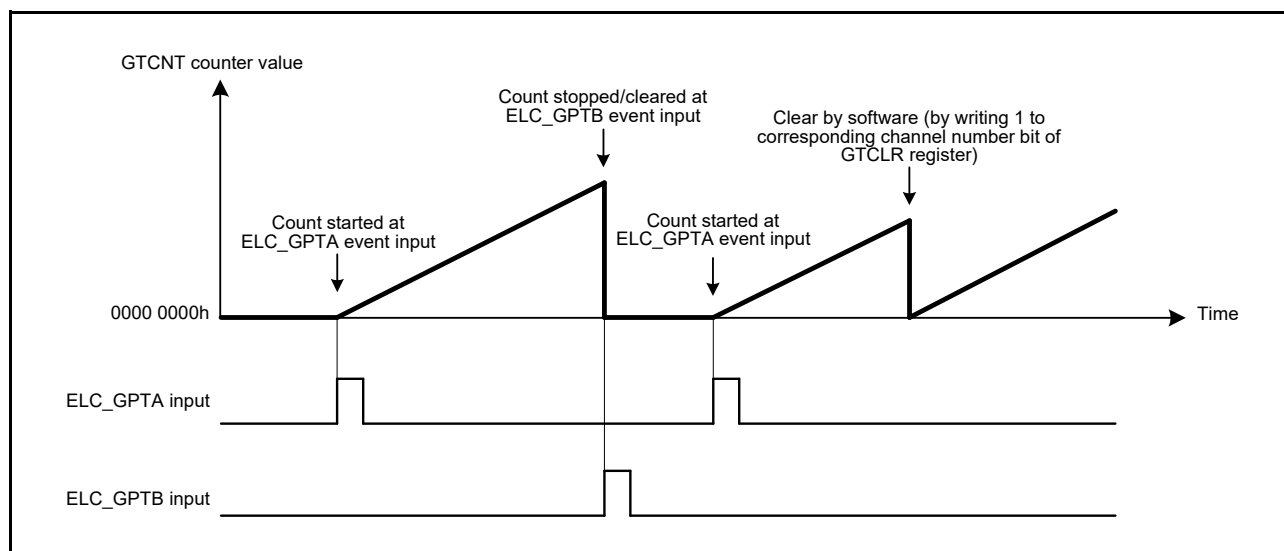 GTCNT counter value
Count stopped/cleared at
ELC_GPTB event input
Clear by software (by writing 1 to
corresponding channel number bit of
GTCLR register)
Count started at
ELC_GPTA event input
Count started at
ELC_GPTA event input
0000 0000h
Time
ELC_GPTA input
ELC_GPTB input